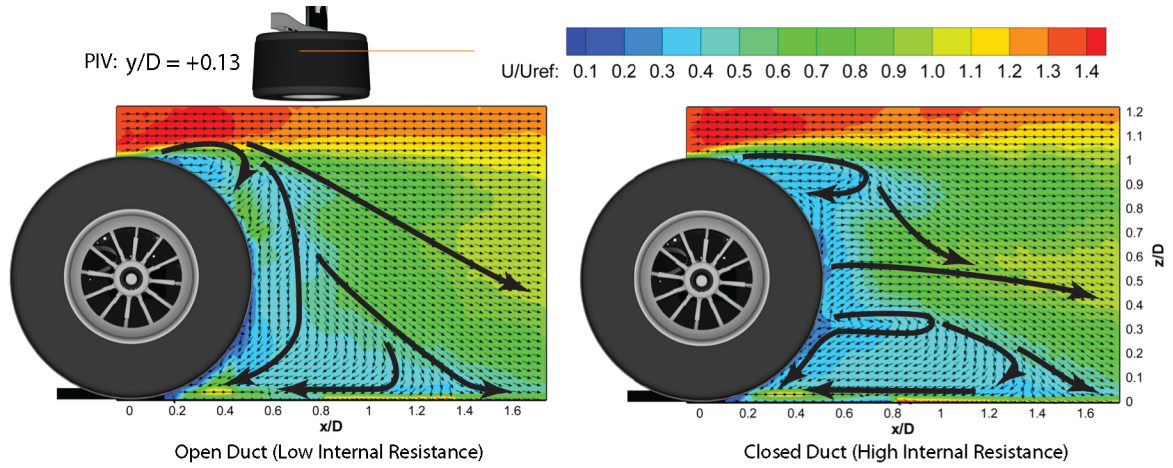 PIV: y/D = +0.13
U/Uref: 0.1 0.2 0.3 0.4 0.5 0.6 0.7 0.8 0.9 1.0 1.1 1.2 1.3 1.4
1.2
1.1
1
0.9
0.8
0.7
0.6
0.5
0.4
0.3
0.2
0.1
0
z/D
0 0.2 0.4 0.6 0.8 1 1.2 1.4 1.6
x/D
0 0.2 0.4 0.6 0.8 1 1.2 1.4 1.6
x/D
Open Duct (Low Internal Resistance)
Closed Duct (High Internal Resistance)